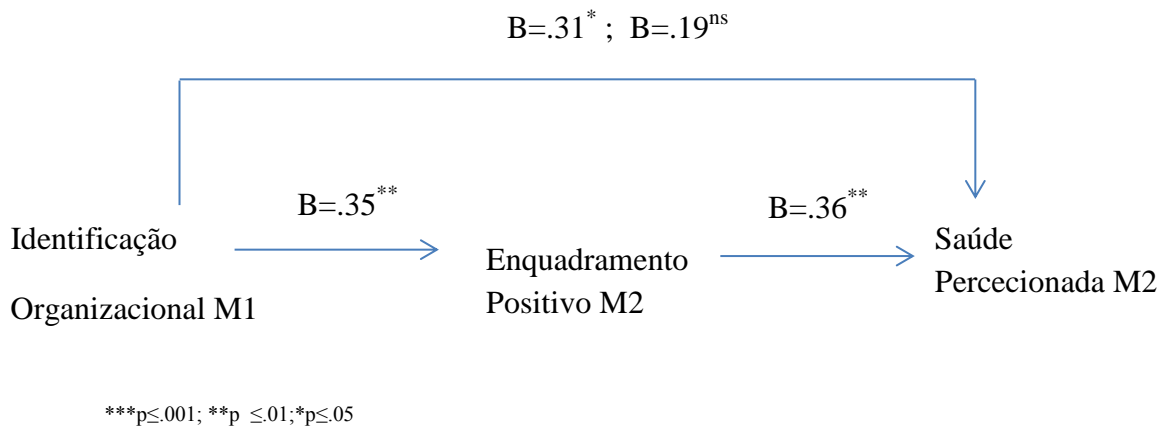 B=.31* ; B=.19ns
B=.35**
B=.36**
Identificação
Organizacional M1
Enquadramento
Positivo M2
Saúde
Percecionada M2
***p≤.001; **p ≤.01;*p≤.05